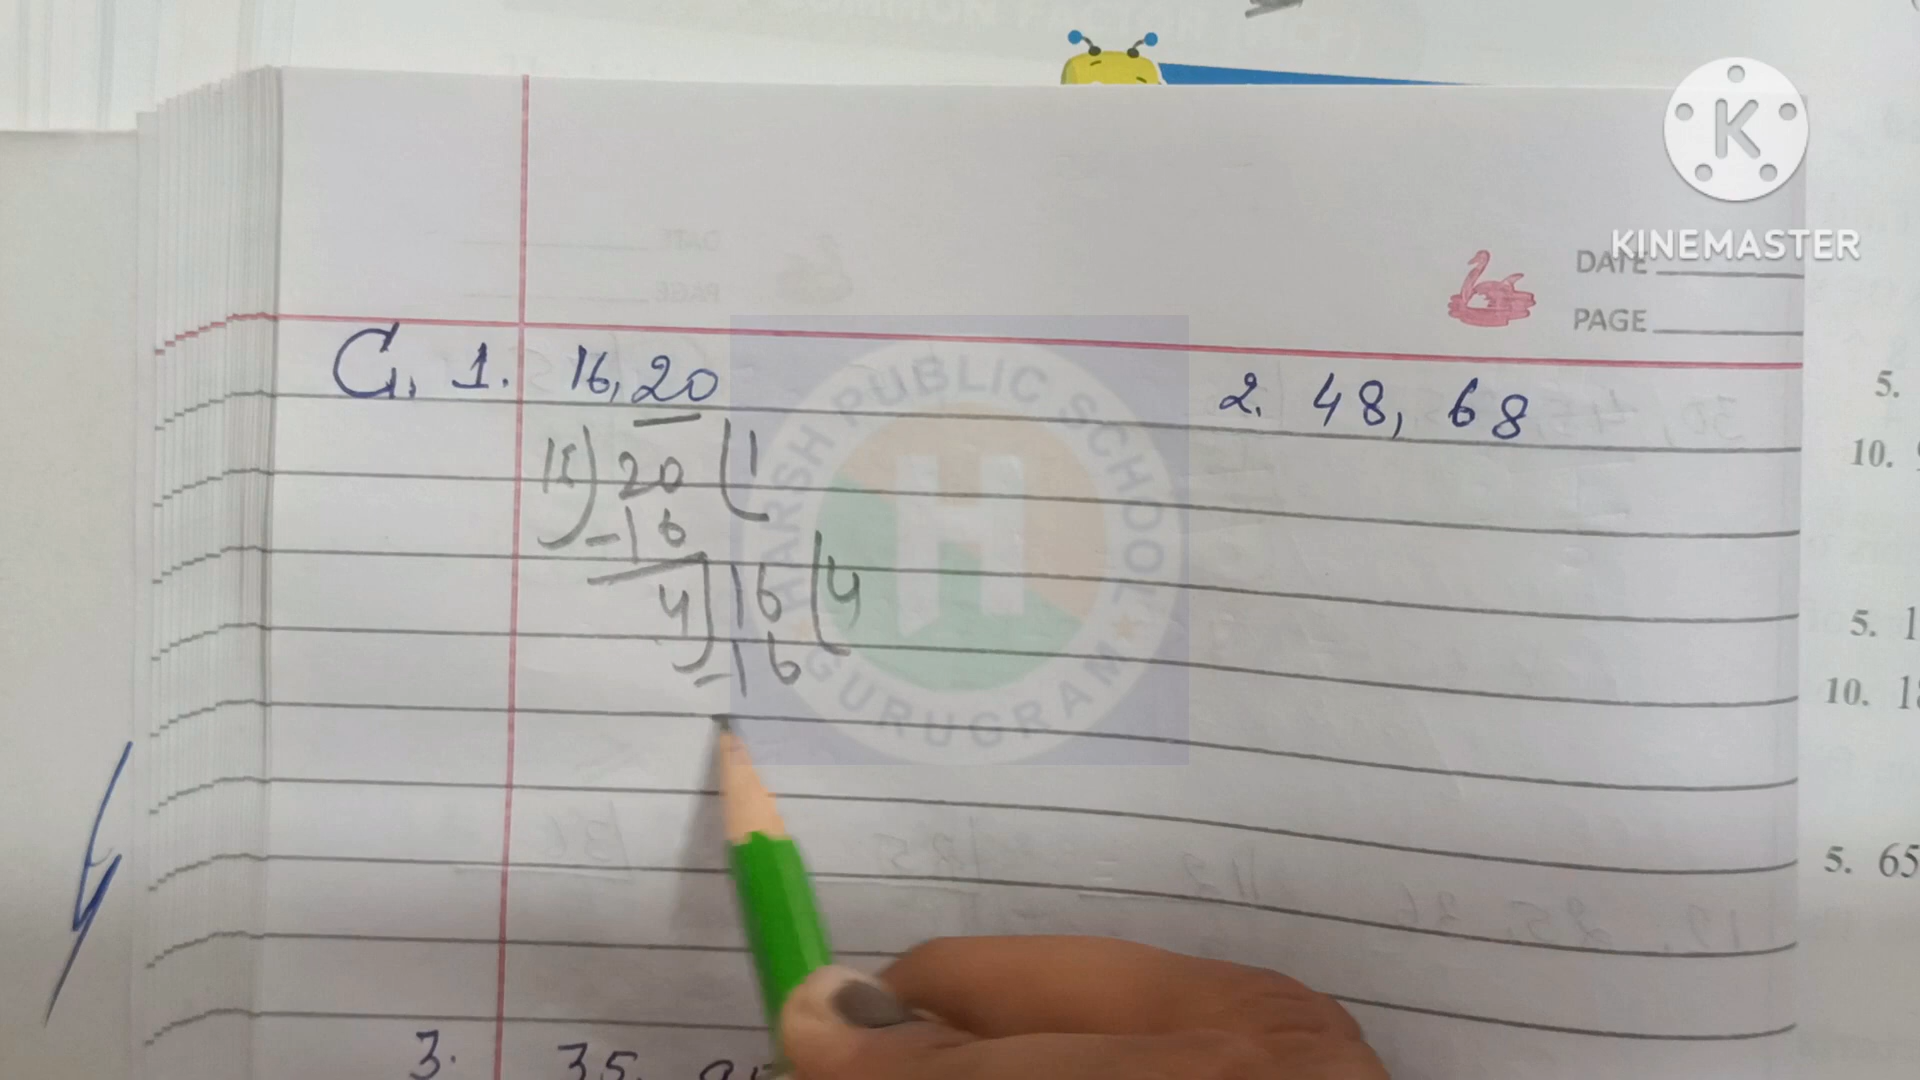 KINEMASTER
DATE
PAGE
C. 1. 16, 20
2. 48, 68
16) 20 (1
-16
4) 16 (4
-16
3. 35,
HARSH PUBLIC SCHOOL
H
GURUGRAM
5.
10.
5. 1
10. 18
5. 65